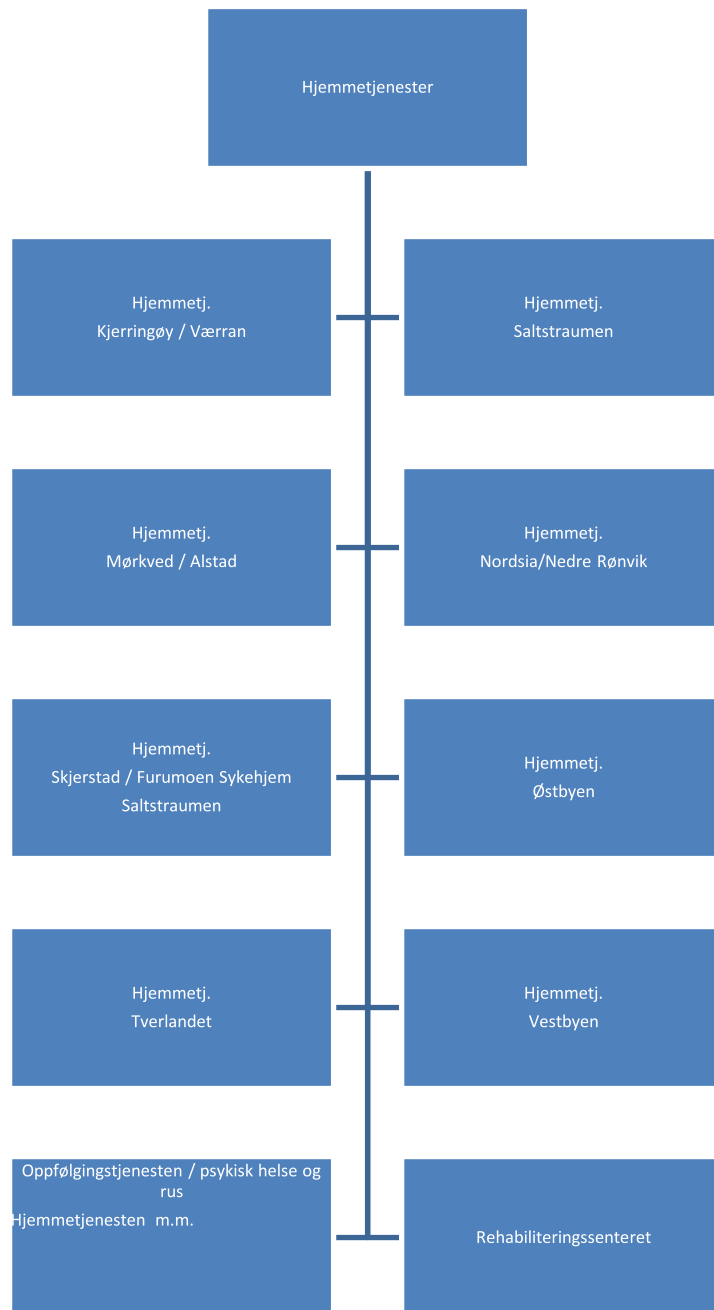 Hjemmetjenester
Hjemmetj.
Kjerringøy / Værran
Hjemmetj.
Saltstraumen
Hjemmetj.
Mørkved / Alstad
Hjemmetj.
Nordsia/Nedre Rønvik
Hjemmetj.
Skjerstad / Furumoen Sykehjem
Saltstraumen
Hjemmetj.
Østbyen
Hjemmetj.
Tverlandet
Hjemmetj.
Vestbyen
Oppfølgingstjenesten / psykisk helse og
rus
Hjemmetjenesten m.m.
Rehabiliteringssenteret